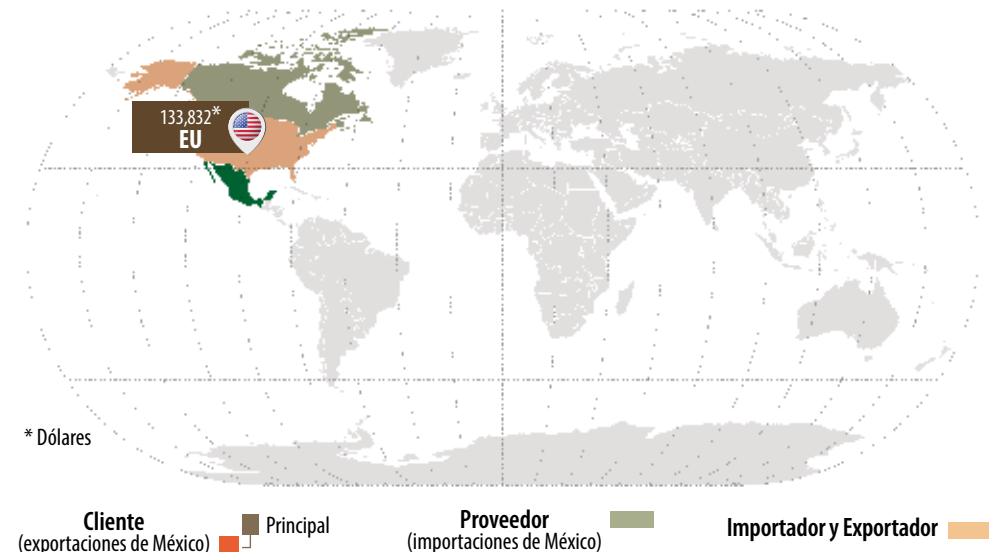 133,832*
EU
* Dólares
Cliente
(exportaciones de México)
Principal
Proveedor
(importaciones de México)
Importador y Exportador